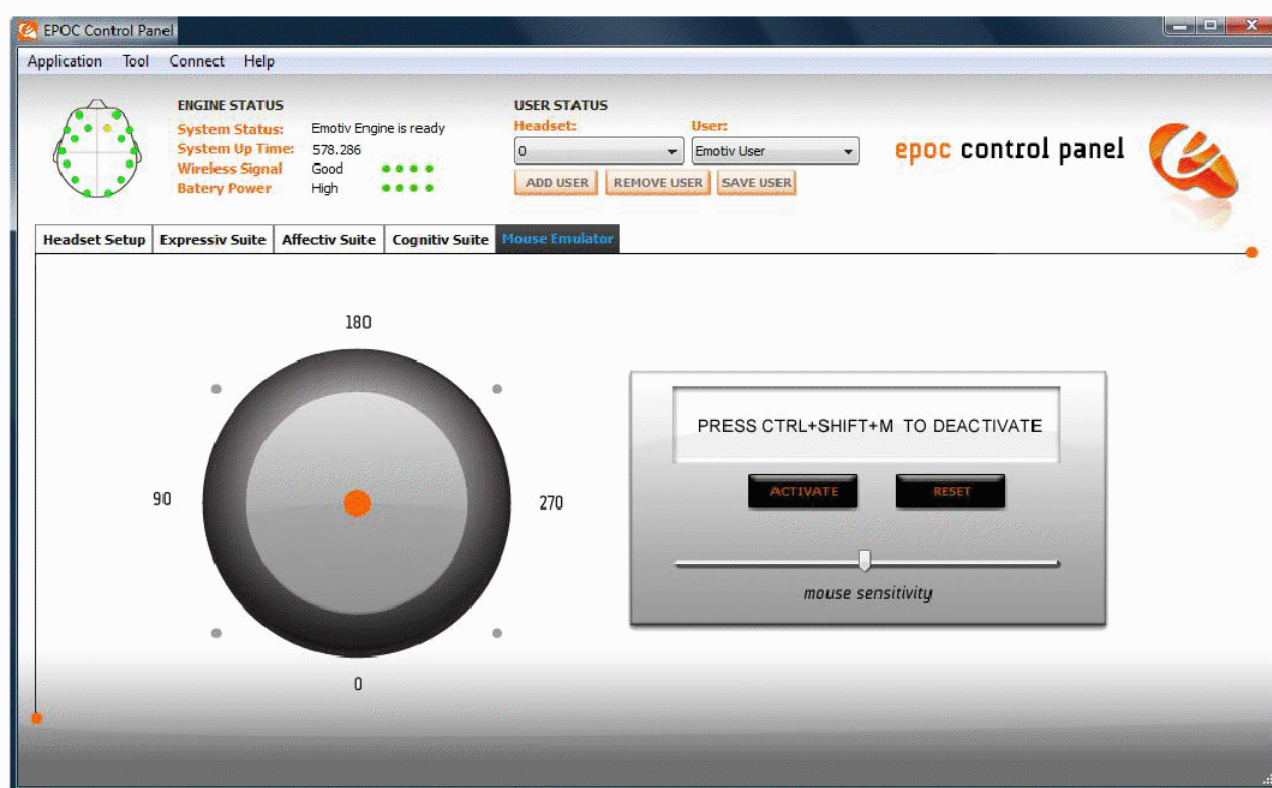 EPOC Control Panel
Application Tool Connect Help
ENGINE STATUS
System Status: Emotiv Engine is ready
System Up Time: 578.286
Wireless Signal Good
Batery Power High
USER STATUS
Headset: User:
0 Emotiv User
ADD USER REMOVE USER SAVE USER
epoc control panel
Headset Setup Expressiv Suite Affectiv Suite Cognitiv Suite Mouse Emulator
180
90
270
0
PRESS CTRL+SHIFT+M TO DEACTIVATE
ACTIVATE RESET
mouse sensitivity